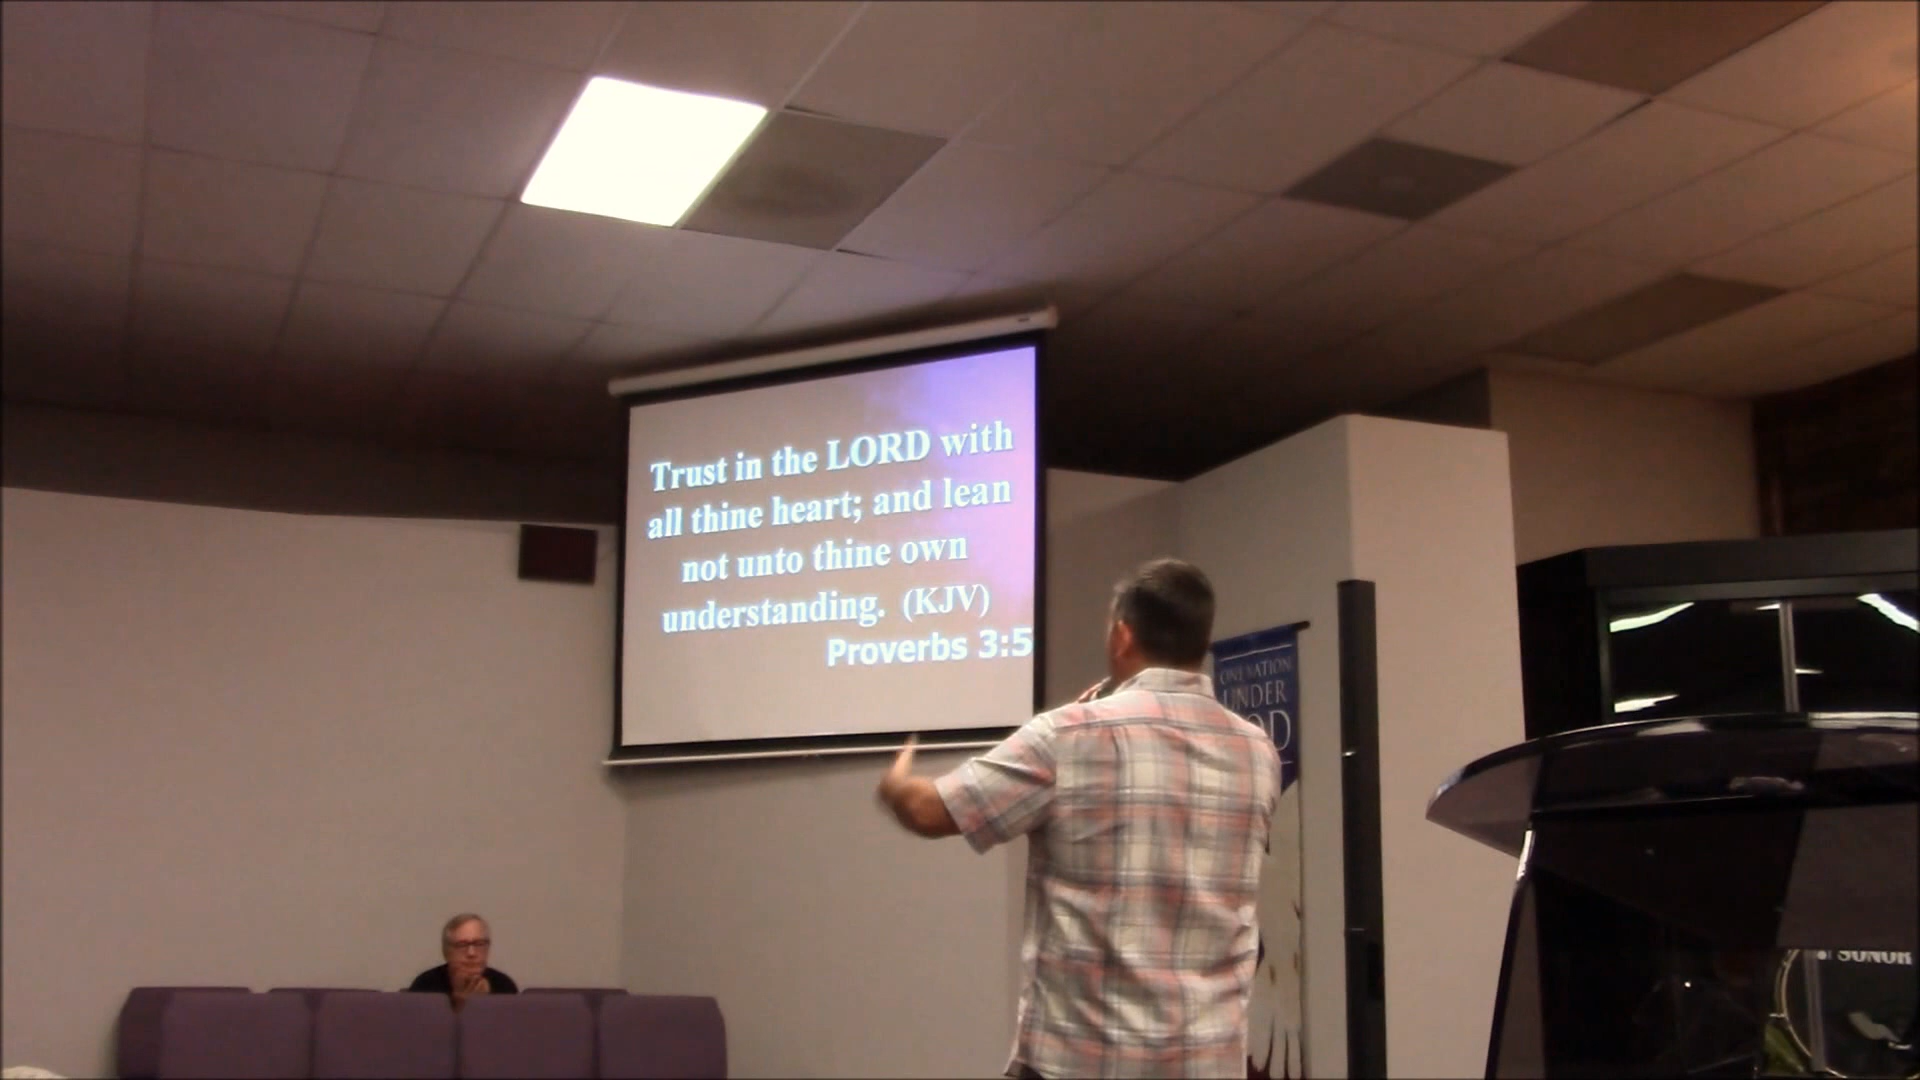 Trust in the LORD with
all thine heart; and lean
not unto thine own
understanding. (KJV)
Proverbs 3:5
ONE NATION
UNDER
GOD
SONOR